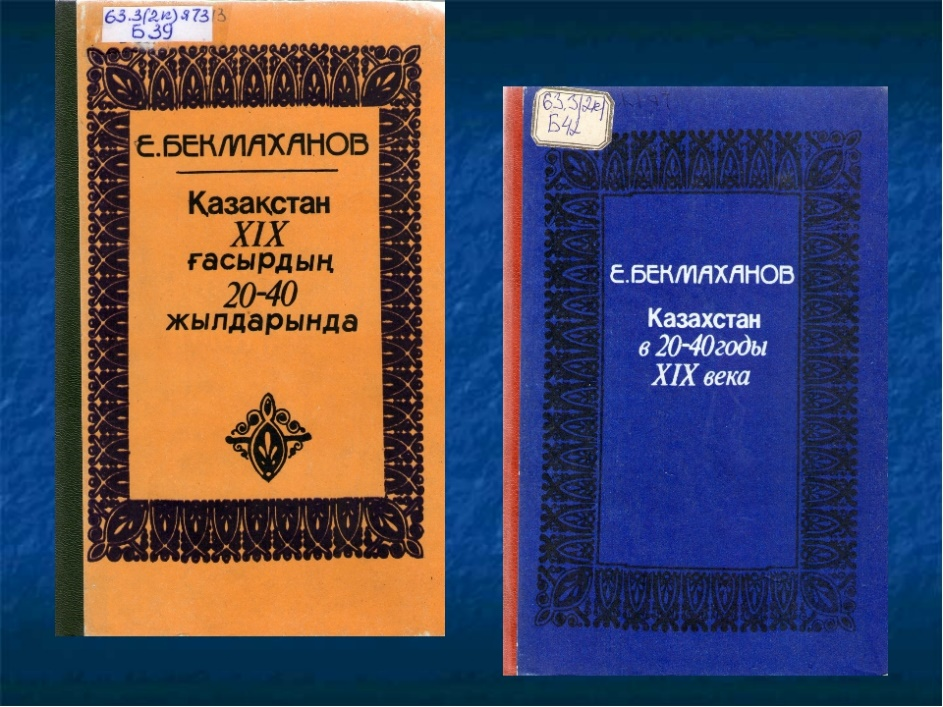 63.3(2к)я73
Б39
Е.БЕКМАХАНОВ
Қазақстан
XIX
ғасырдың
20-40
жылдарында
63.3(2к)
Б42
Е.БЕКМАХАНОВ
Казахстан
в 20-40 годы
XIX века